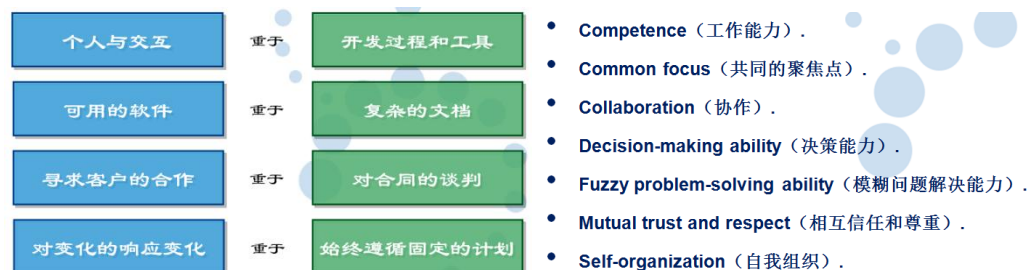 个人与交互 重于 开发过程和工具
可用的软件 重于 复杂的文档
寻求客户的合作 重于 对合同的谈判
对变化的响应变化 重于 始终遵循固定的计划
• Competence（工作能力）.
• Common focus（共同的聚焦点）.
• Collaboration（协作）.
• Decision-making ability（决策能力）.
• Fuzzy problem-solving ability（模糊问题解决能力）.
• Mutual trust and respect（相互信任和尊重）.
• Self-organization（自我组织）.